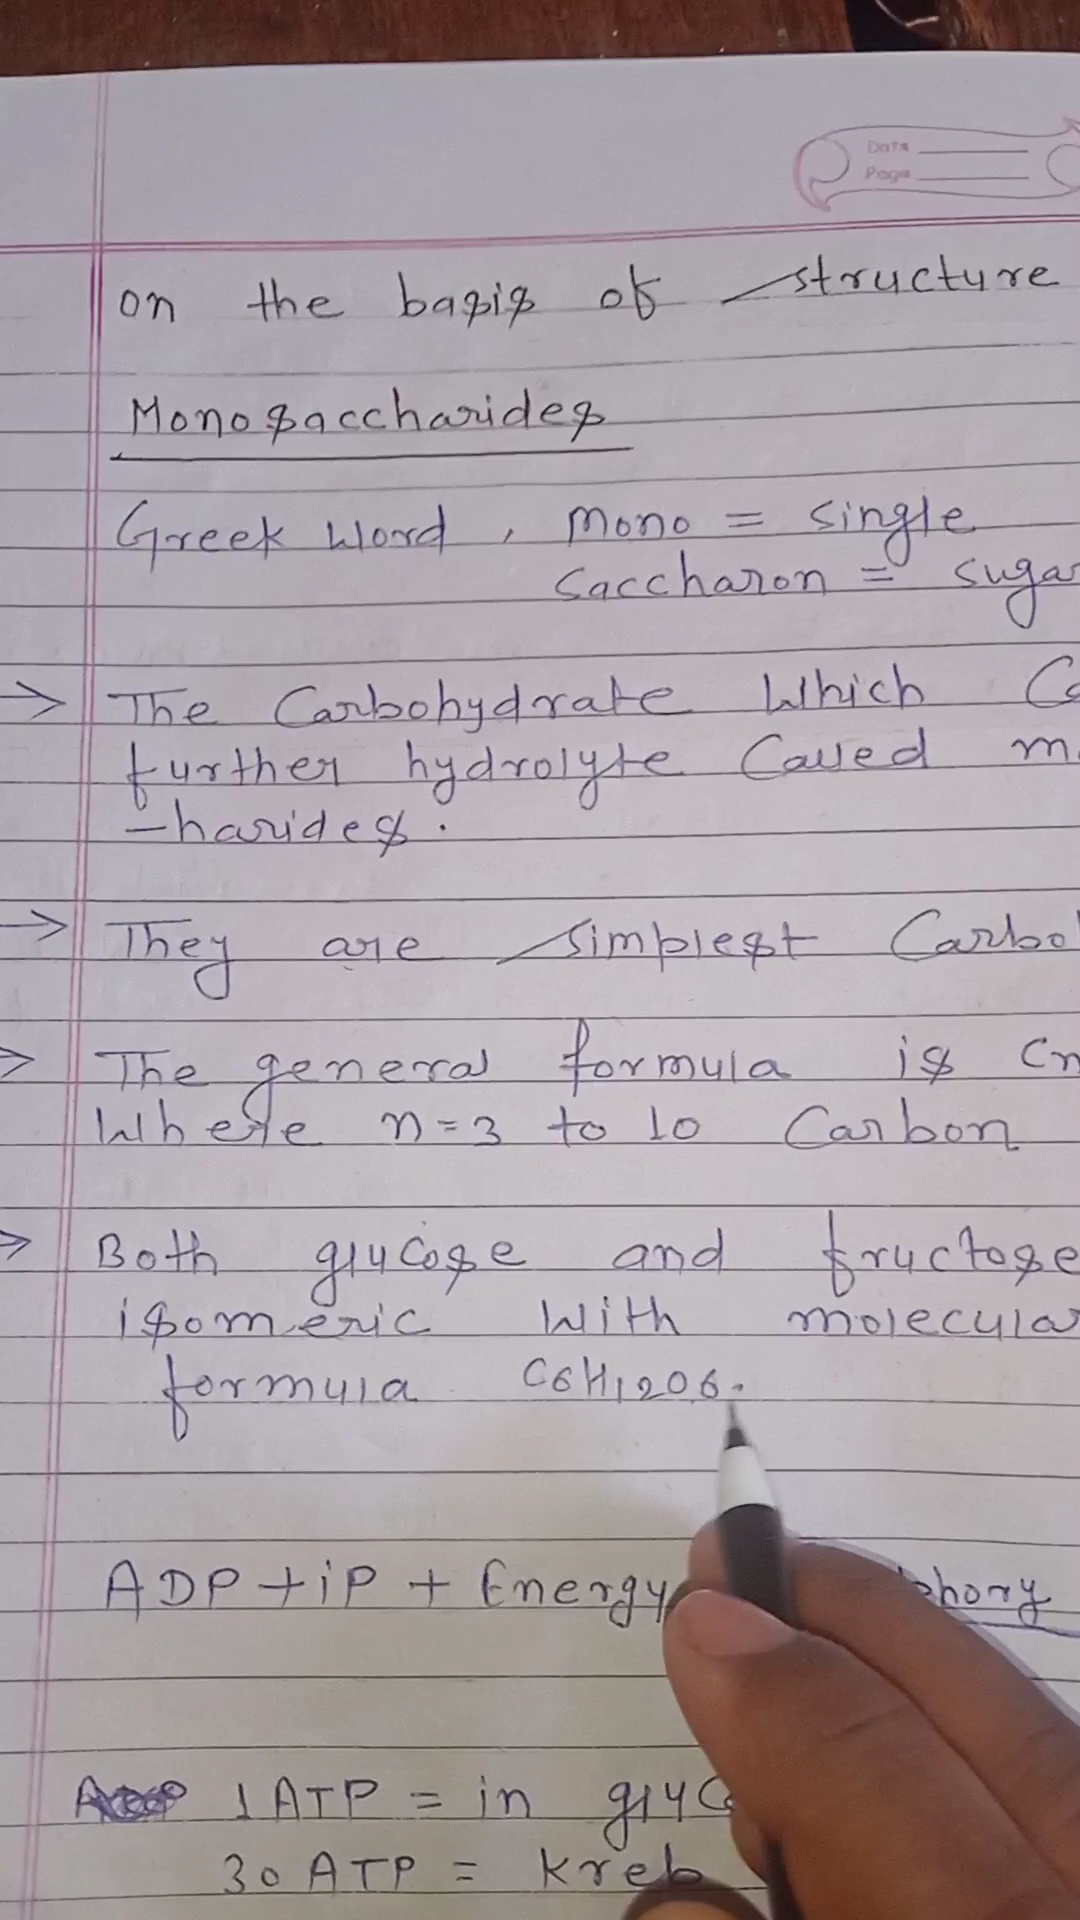 Date
Page
on the basis of structure
Monosaccharides
Greek Word, mono = single
Saccharon = sugar
→ The Carbohydrate Which
further hydrolyte Called
-harides.
→ They are simplest Carbo
→ The general formula is Cn
Where n=3 to 10 Carbon
→ Both glucose and fructose
isomeric With molecular
formula C6H12O6.
ADP + iP + Energy
1 ATP = in
30 ATP = kreb